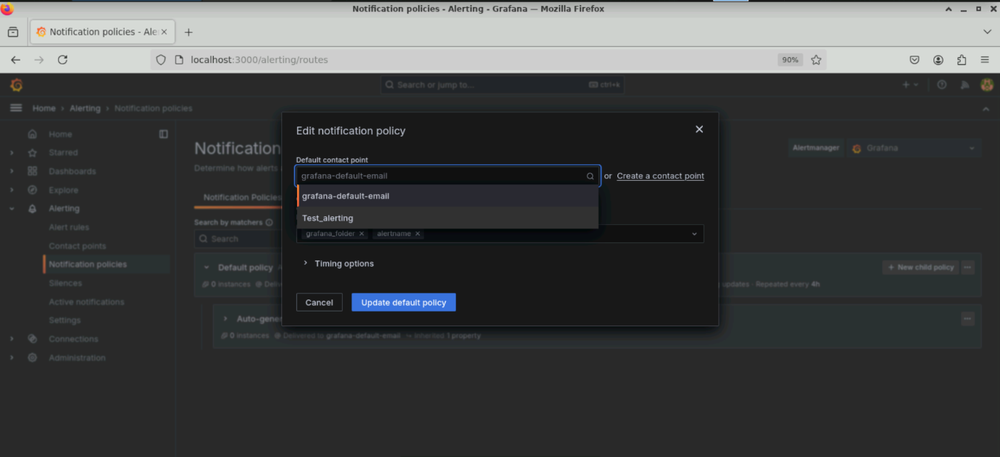 Notification policies - Alerting - Grafana — Mozilla Firefox
Notification policies - Ale
localhost:3000/alerting/routes
90%
Search or jump to...
ctrl+k
Home › Alerting › Notification policies
Home
Starred
Dashboards
Explore
Alerting
Alert rules
Contact points
Notification policies
Silences
Active notifications
Settings
Connections
Administration
Notification
Determine how alerts
Alertmanager
Grafana
Notification Policies
Search by matchers
Search
Default policy
New child policy
0 instances
updates · Repeated every 4h
Auto-gener
0 instances Delivered to grafana-default-email Inherited 1 property
Edit notification policy
Default contact point
grafana-default-email
or Create a contact point
grafana-default-email
Test_alerting
grafana_folder alertname
Timing options
Cancel
Update default policy